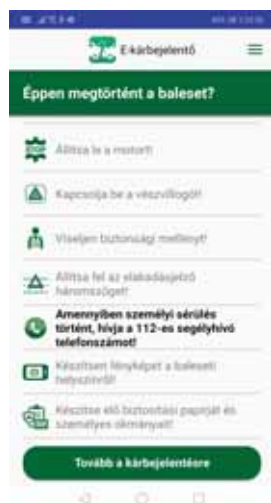 E-kárbejelentő
Éppen megtörtént a baleset?
STOP
Állítsa le a motort!
Kapcsolja be a vészvillogót!
Viseljen biztonsági mellényt!
Állítsa fel az elakadásjelző
háromszöget!
Amennyiben személyi sérülés
történt, hívja a 112-es segélyhívó
telefonszámot!
Készítsen fényképet a baleseti
helyszínről!
Készítse elő biztosítási papírját és
személyes okmányait!
Tovább a kárbejelentésre